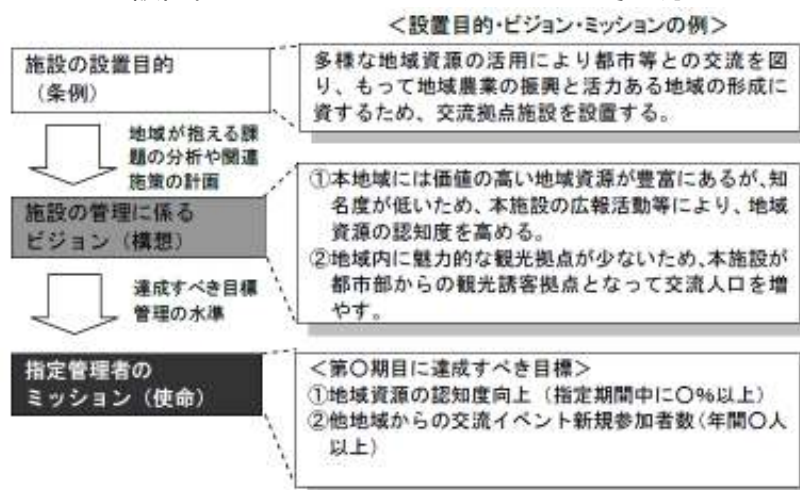 ＜設置目的・ビジョン・ミッションの例＞
施設の設置目的
（条例）
多様な地域資源の活用により都市等との交流を図
り、もって地域農業の振興と活力ある地域の形成に
資するため、交流拠点施設を設置する。
地域が抱える課
題の分析や関連
施策の計画
施設の管理に係る
ビジョン（構想）
①本地域には価値の高い地域資源が豊富にあるが、知
名度が低いため、本施設の広報活動等により、地域
資源の認知度を高める。
②地域内に魅力的な観光拠点が少ないため、本施設が
都市部からの観光誘客拠点となって交流人口を増
やす。
達成すべき目標
管理の水準
指定管理者の
ミッション（使命）
＜第〇期目に達成すべき目標＞
①地域資源の認知度向上（指定期間中に〇％以上）
②他地域からの交流イベント新規参加者数（年間〇人
以上）